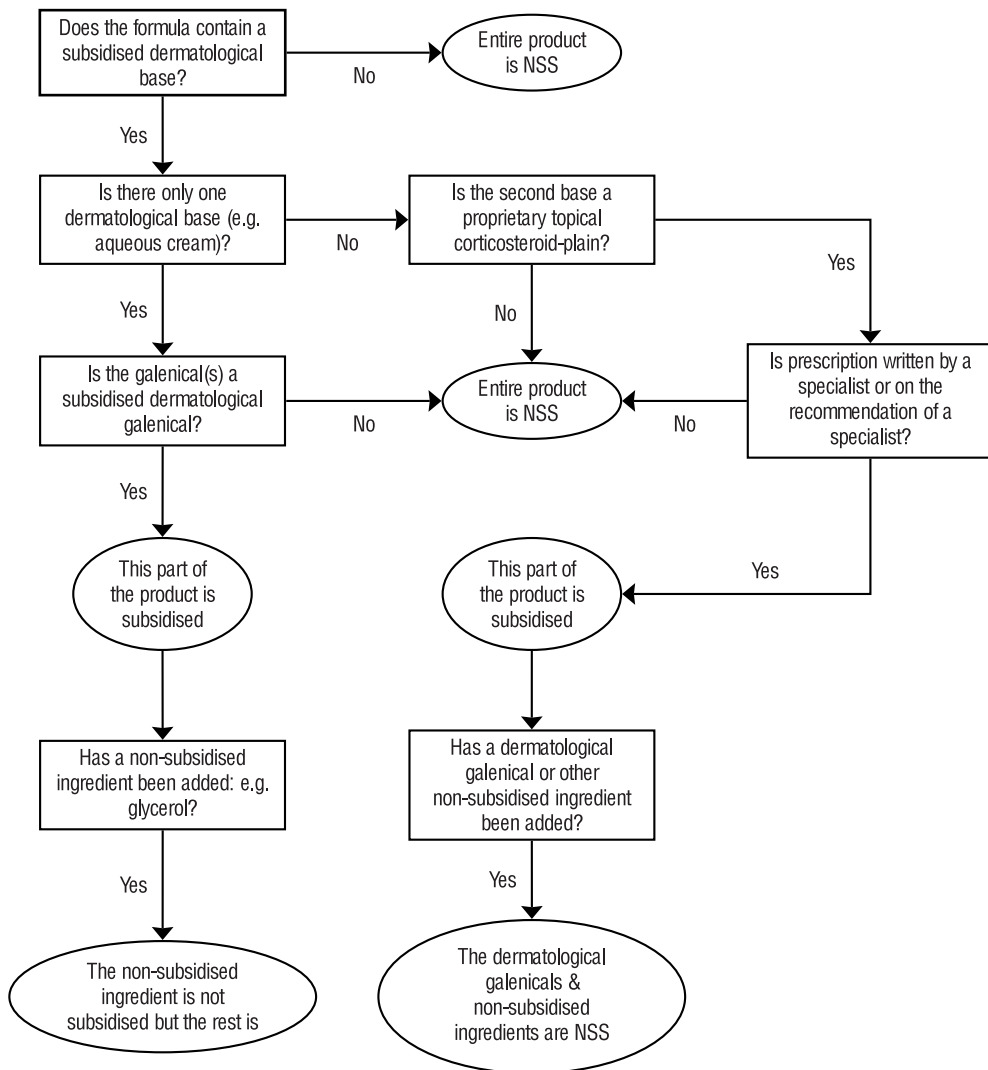 Does the formula contain a
subsidised dermatological
base?
No
Entire product
is NSS
Yes
Is there only one
dermatological base (e.g.
aqueous cream)?
No
Is the second base a
proprietary topical
corticosteroid-plain?
Yes
Yes
No
Is the galenical(s) a
subsidised dermatological
galenical?
No
Entire product
is NSS
No
Is prescription written by a
specialist or on the
recommendation of a
specialist?
Yes
Yes
This part of
the product is
subsidised
This part of
the product is
subsidised
Has a non-subsidised
ingredient been added: e.g.
glycerol?
Has a dermatological
galenical or other
non-subsidised ingredient
been added?
Yes
Yes
The non-subsidised
ingredient is not
subsidised but the rest is
The dermatological
galenicals &
non-subsidised
ingredients are NSS